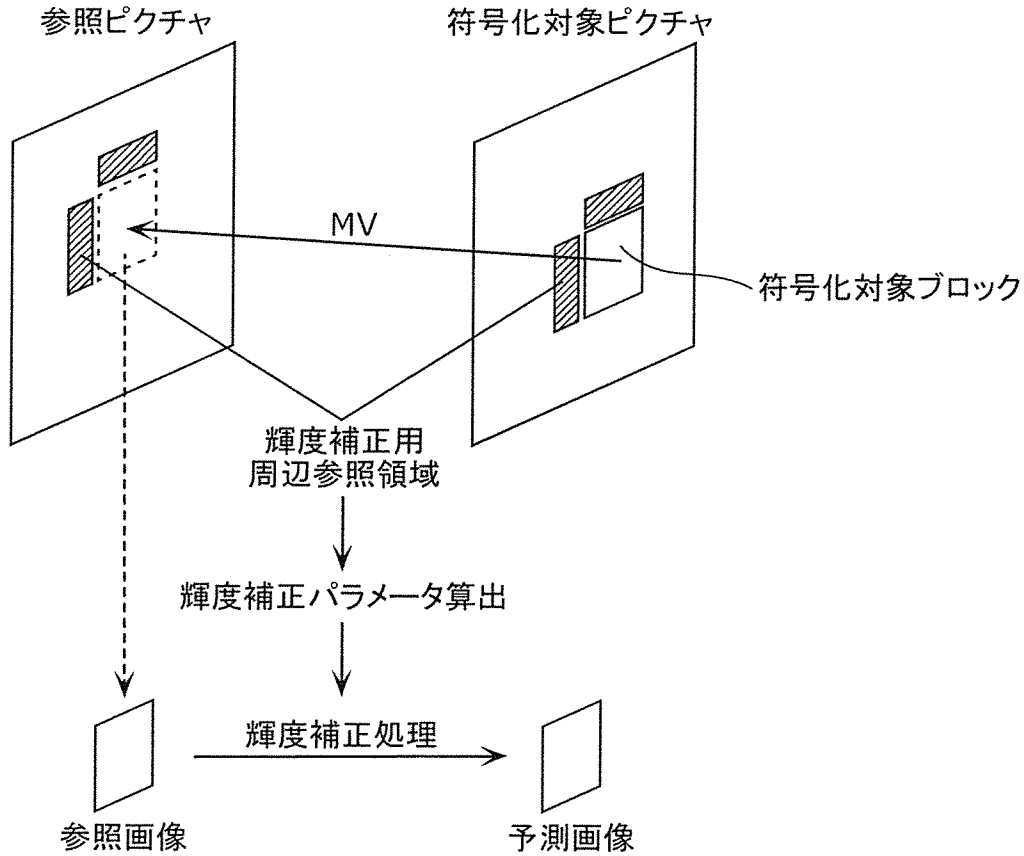 参照ピクチャ
符号化対象ピクチャ
MV
符号化対象ブロック
輝度補正用
周辺参照領域
輝度補正パラメータ算出
輝度補正処理
参照画像
予測画像